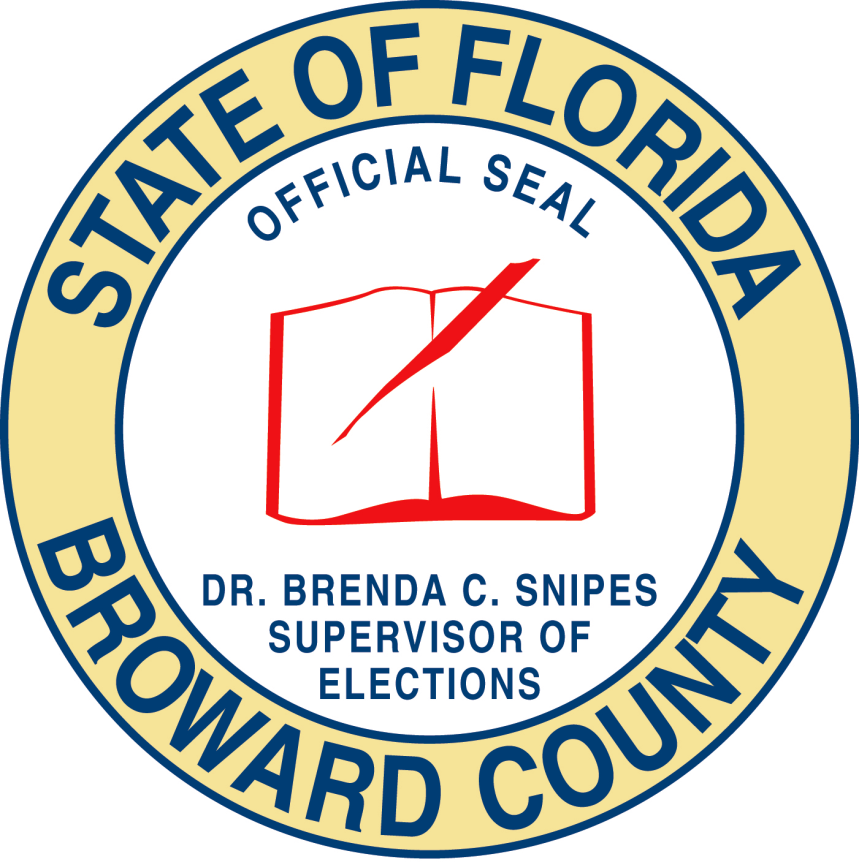 STATE OF FLORIDA
OFFICIAL SEAL
DR. BRENDA C. SNIPES
SUPERVISOR OF
ELECTIONS
BROWARD COUNTY